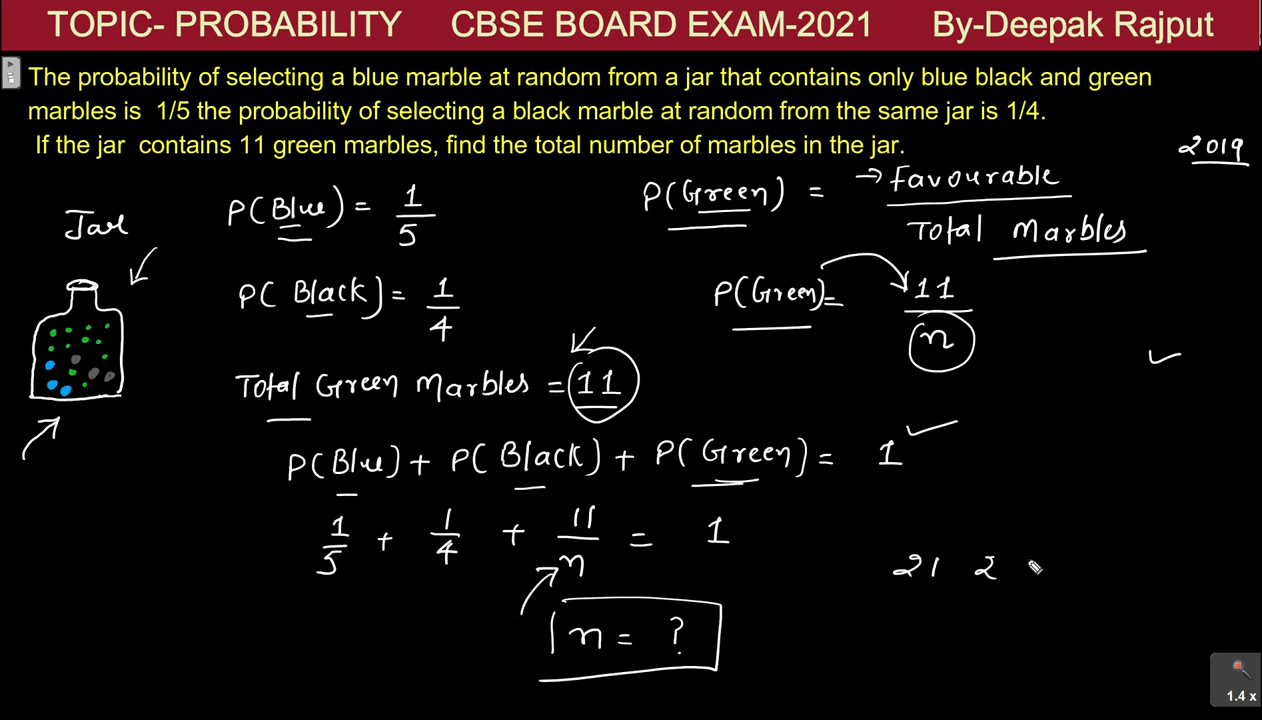 TOPIC- PROBABILITY CBSE BOARD EXAM-2021 By-Deepak Rajput
The probability of selecting a blue marble at random from a jar that contains only blue black and green
marbles is 1/5 the probability of selecting a black marble at random from the same jar is 1/4.
If the jar contains 11 green marbles, find the total number of marbles in the jar.
2019
Jar
P(Blue) = 1/5
P(Green) = → Favourable / Total Marbles
P(Black) = 1/4
P(Green) = 11/n
Total Green Marbles = 11
P(Blue) + P(Black) + P(Green) = 1
1/5 + 1/4 + 11/n = 1
21 2
n = ?
1.4 x